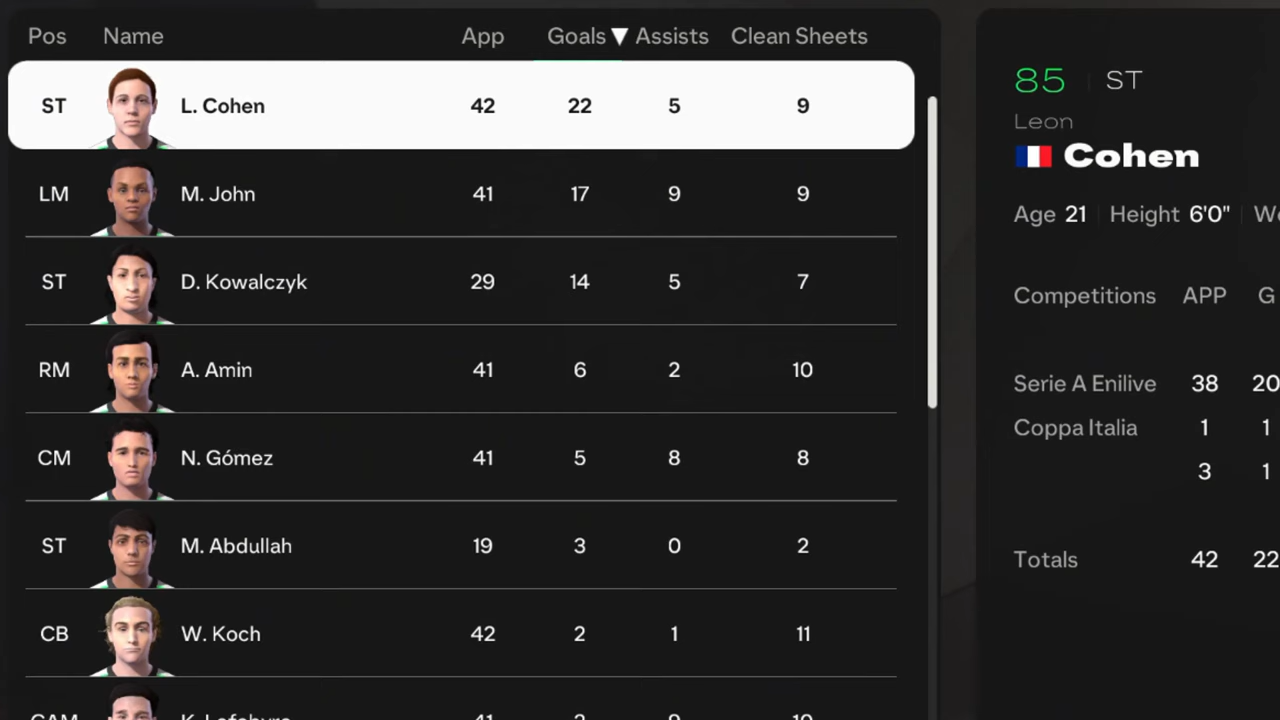 Pos Name App Goals ▼ Assists Clean Sheets
ST L. Cohen 42 22 5 9
LM M. John 41 17 9 9
ST D. Kowalczyk 29 14 5 7
RM A. Amin 41 6 2 10
CM N. Gómez 41 5 8 8
ST M. Abdullah 19 3 0 2
CB W. Koch 42 2 1 11
CAM K. Lefebvre 41
85 ST
Leon
Cohen
Age 21 Height 6'0"
Competitions APP G
Serie A Enilive 38 20
Coppa Italia 1 1
3 1
Totals 42 22